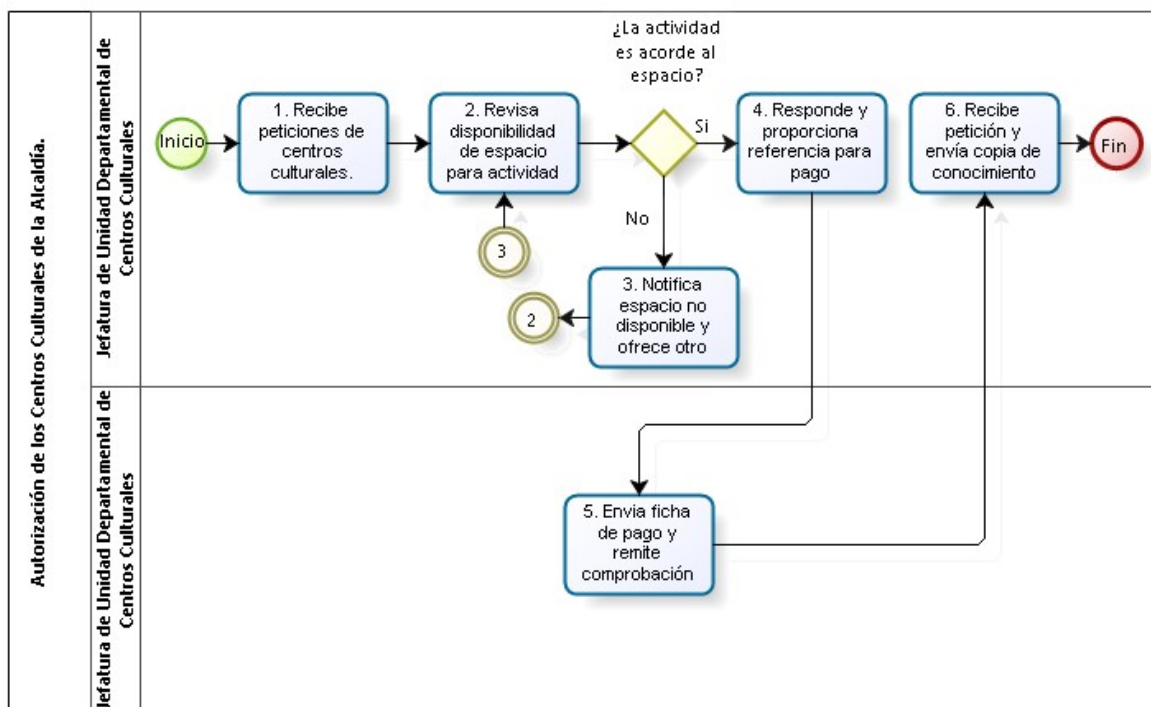 Autorización de los Centros Culturales de la Alcaldía.
Jefatura de Unidad Departamental de
Centros Culturales
Inicio
1. Recibe
peticiones de
centros
culturales.
2. Revisa
disponibilidad
de espacio
para actividad
¿La actividad
es acorde al
espacio?
Si
No
4. Responde y
proporciona
referencia para
pago
6. Recibe
petición y
envía copia de
conocimiento
Fin
3
2
3. Notifica
espacio no
disponible y
ofrece otro
Jefatura de Unidad Departamental de
Centros Culturales
5. Envia ficha
de pago y
remite
comprobación